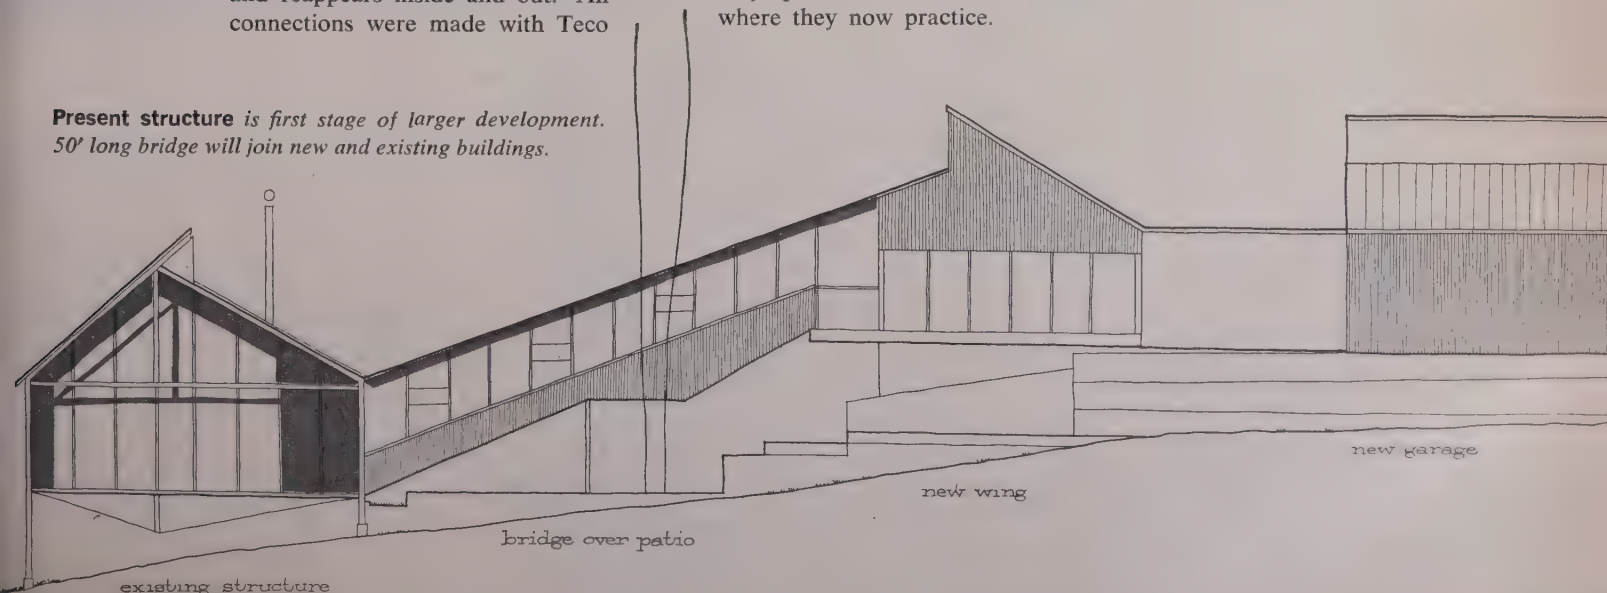 connections were made with Teco
where they now practice.
Present structure is first stage of larger development.
50' long bridge will join new and existing buildings.
new garage
new wing
bridge over patio
existing structure